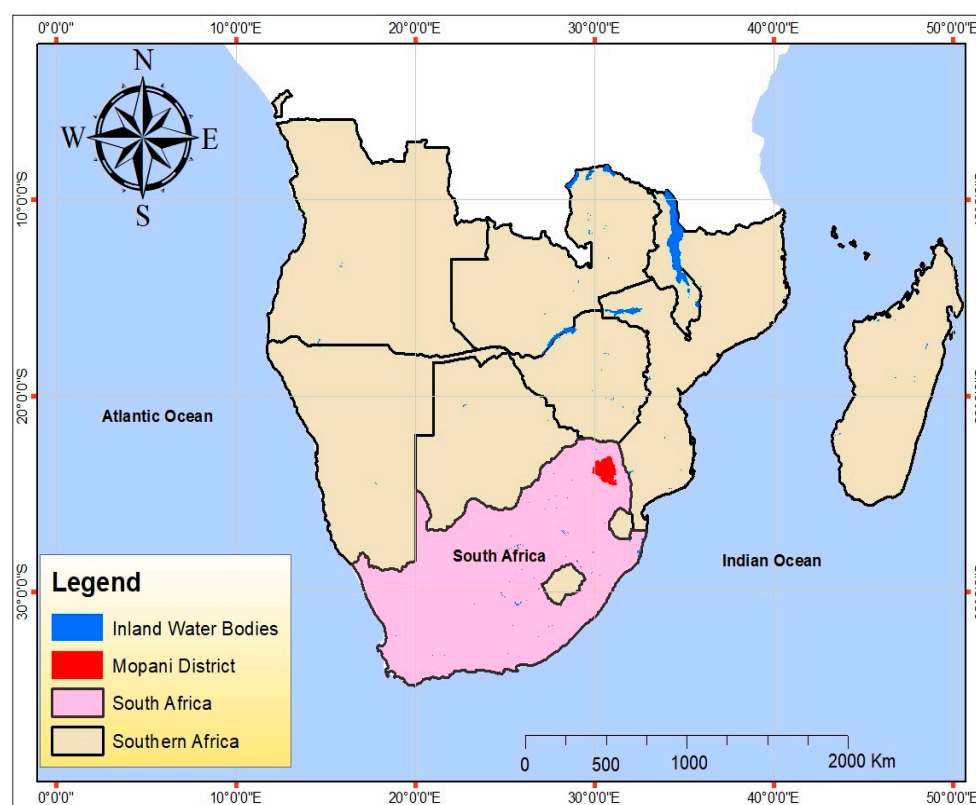 0°0'0" 10°0'0"E 20°0'0"E 30°0'0"E 40°0'0"E 50°0'0"E
N
W E
S
10°0'0"S
20°0'0"S
Atlantic Ocean
South Africa
Indian Ocean
30°0'0"S
Legend
Inland Water Bodies
Mopani District
South Africa
Southern Africa
0 500 1000 2000 Km
0°0'0" 10°0'0"E 20°0'0"E 30°0'0"E 40°0'0"E 50°0'0"E